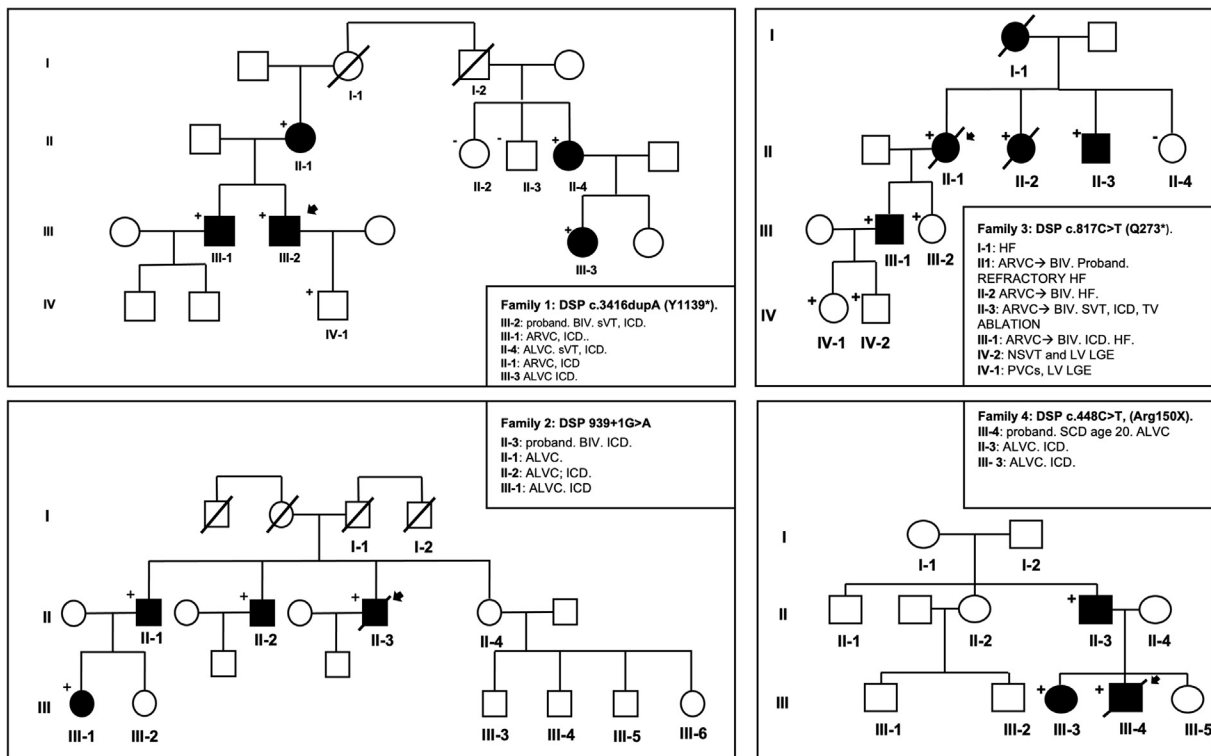 I
I-1
I-2
+
II
II-1
-
-
+
II-2
II-3
II-4
+
+
III
III-1
III-2
+
III-3
+
IV
IV-1
Family 1: DSP c.3416dupA (Y1139*).
III-2: proband. BIV. sVT, ICD.
III-1: ARVC, ICD..
II-4: ALVC. sVT, ICD.
II-1: ARVC, ICD
III-3 ALVC ICD.
I
I-1
+
+
+
-
II
II-1
II-2
II-3
II-4
+
+
III
III-1
III-2
+
+
IV
IV-1
IV-2
Family 3: DSP c.817C>T (Q273*).
I-1: HF
II1: ARVC→ BIV. Proband.
REFRACTORY HF
II-2 ARVC→ BIV. HF.
II-3: ARVC→ BIV. SVT, ICD, TV
ABLATION
III-1: ARVC→ BIV. ICD. HF.
IV-2: NSVT and LV LGE
IV-1: PVCs, LV LGE
Family 2: DSP 939+1G>A
II-3: proband. BIV. ICD.
II-1: ALVC.
II-2: ALVC; ICD.
III-1: ALVC. ICD
I
I-1
I-2
+
+
+
II
II-1
II-2
II-3
II-4
+
III
III-1
III-2
III-3
III-4
III-5
III-6
Family 4: DSP c.448C>T, (Arg150X).
III-4: proband. SCD age 20. ALVC
II-3: ALVC. ICD.
III- 3: ALVC. ICD.
I
I-1
I-2
+
II
II-1
II-2
II-3
II-4
+
+
III
III-1
III-2
III-3
III-4
III-5